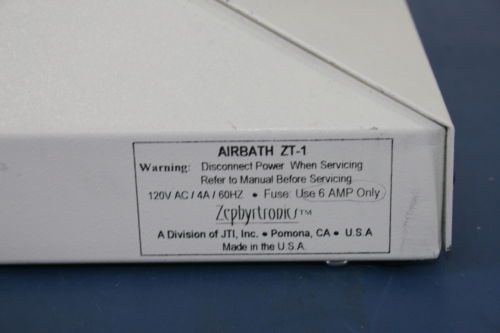 AIRBATH ZT-1
Warning: Disconnect Power When Servicing
Refer to Manual Before Servicing
120V AC / 4A / 60HZ • Fuse: Use 6 AMP Only
Zephyrtronics™
A Division of JTI, Inc. • Pomona, CA • U.S.A
Made in the U.S.A.